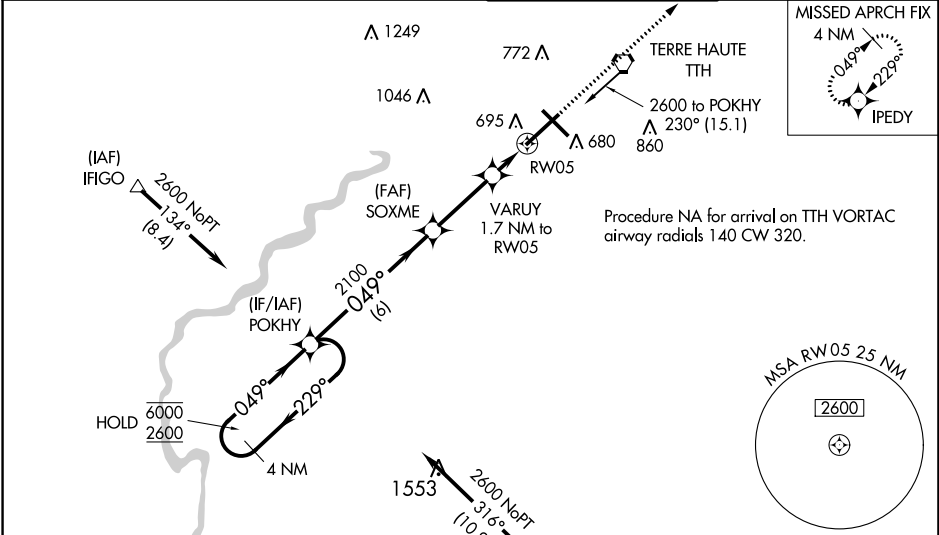 MISSED APRCH FIX
4 NM
049°
229°
IPEDY
1249
772
TERRE HAUTE
TTH
1046
2600 to POKHY
230° (15.1)
695
680
860
RW05
(IAF)
IFIGO
2600 NoPT
134°
(8.4)
(FAF)
SOXME
VARUY
1.7 NM to
RW05
Procedure NA for arrival on TTH VORTAC
airway radials 140 CW 320.
2100
049°
(6)
(IF/IAF)
POKHY
049°
229°
HOLD 6000
2600
4 NM
MSA RW05 25 NM
2600
1553
2600 NoPT
316°